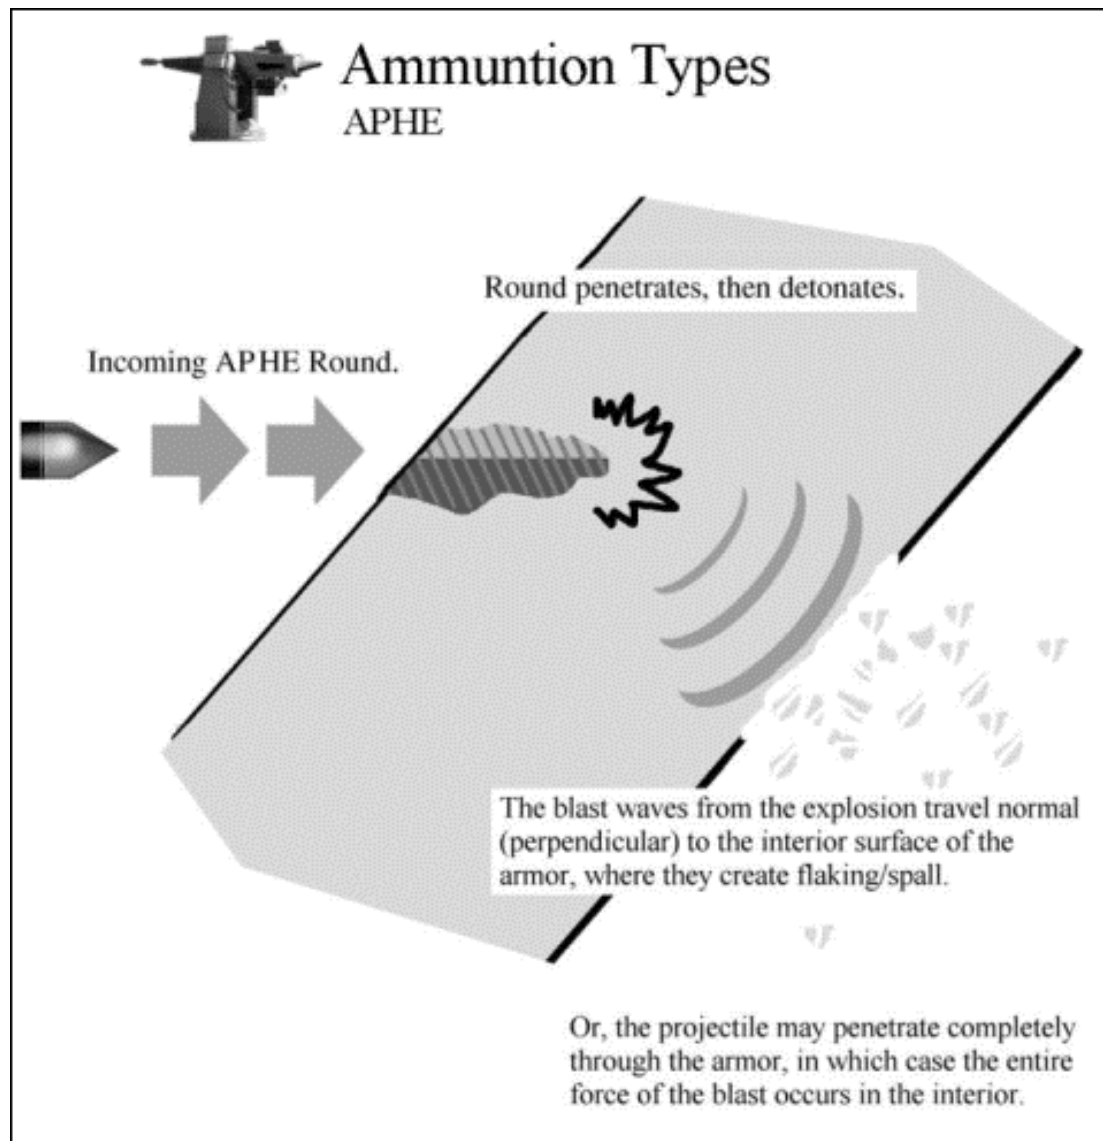 Ammuntion Types
APHE
Round penetrates, then detonates.
Incoming APHE Round.
The blast waves from the explosion travel normal
(perpendicular) to the interior surface of the
armor, where they create flaking/spall.
Or, the projectile may penetrate completely
through the armor, in which case the entire
force of the blast occurs in the interior.